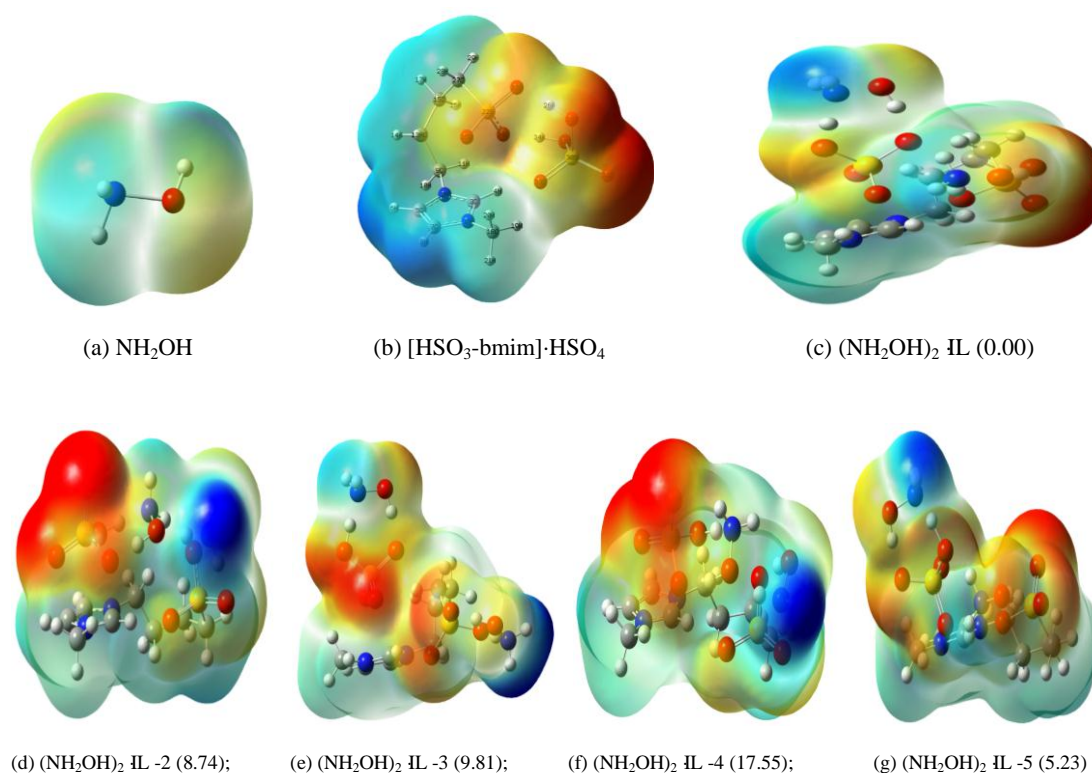 (a) NH₂OH
(b) [HSO₃-bmim]·HSO₄
(c) (NH₂OH)₂ ·IL (0.00)
(d) (NH₂OH)₂ ·IL -2 (8.74);
(e) (NH₂OH)₂ ·IL -3 (9.81);
(f) (NH₂OH)₂ ·IL -4 (17.55);
(g) (NH₂OH)₂ ·IL -5 (5.23)